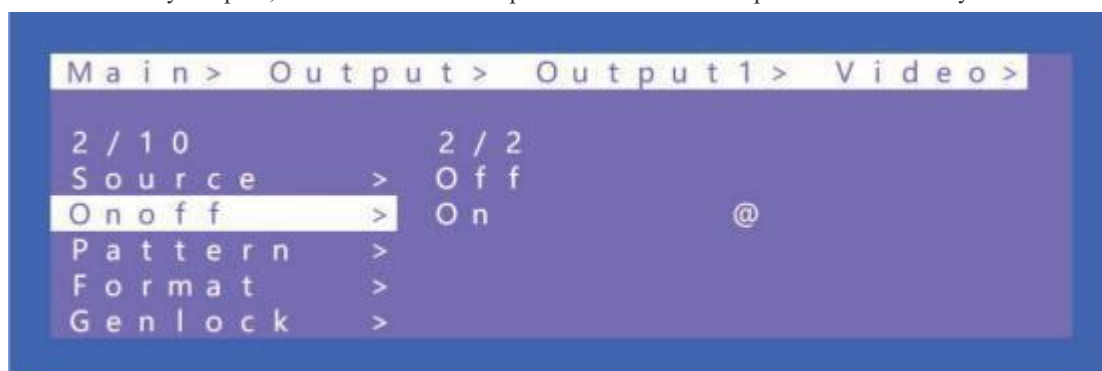 Main> Output> Output1> Video>
2/10 2/2
Source > Off
Onoff > On @
Pattern >
Format >
Genlock >